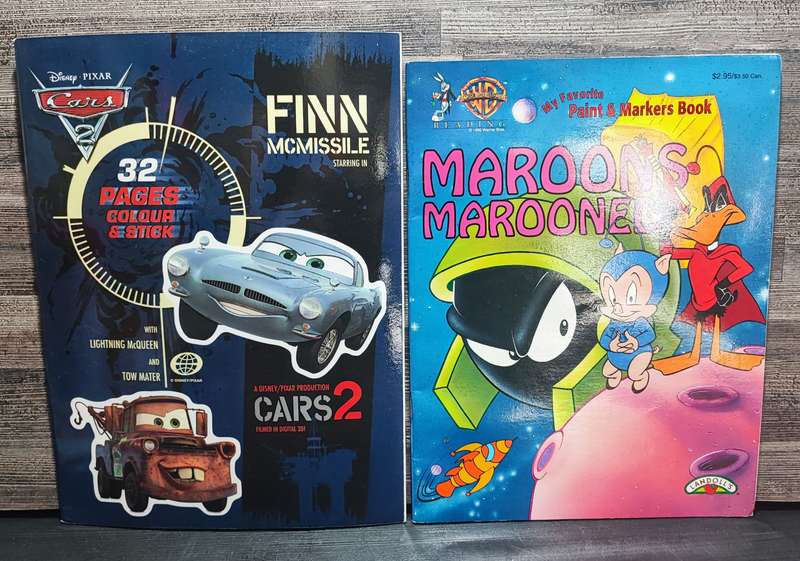 Disney · PIXAR
Cars
2
FINN
MCMISSILE
STARRING IN
32
PAGES
COLOUR
& STICK
WITH
LIGHTNING McQUEEN
AND
TOW MATER
© DISNEY/PIXAR
A DISNEY/PIXAR PRODUCTION
CARS2
FILMED IN DIGITAL
$2.95/$3.50 Can.
WB
READING
My Favorite
Paint & Markers Book
MAROONS
MAROONED
LANDOLL'S